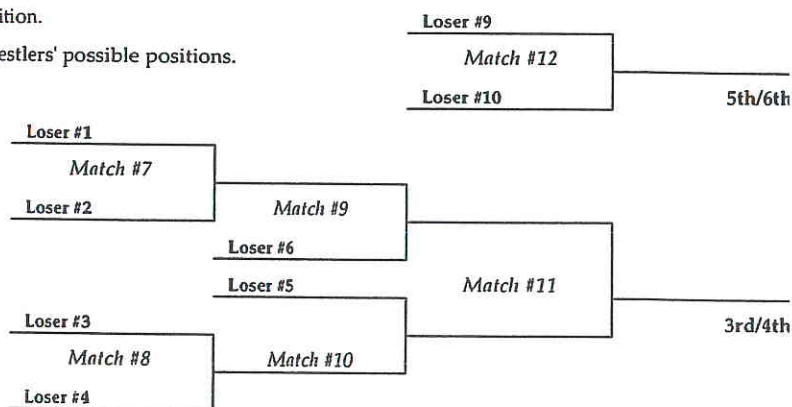 ition.
estlers' possible positions.
Loser #9
Match #12
Loser #10
5th/6th
Loser #1
Match #7
Loser #2
Match #9
Loser #6
Loser #5
Match #11
3rd/4th
Loser #3
Match #8
Match #10
Loser #4